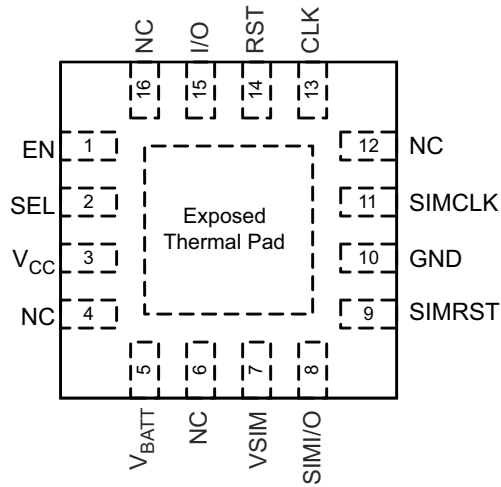 NC
I/O
RST
CLK
16
15
14
13
EN 1
12 NC
SEL 2
11 SIMCLK
Exposed
Thermal Pad
VCC 3
10 GND
NC 4
9 SIMRST
5
6
7
8
VBATT
NC
VSIM
SIMI/O